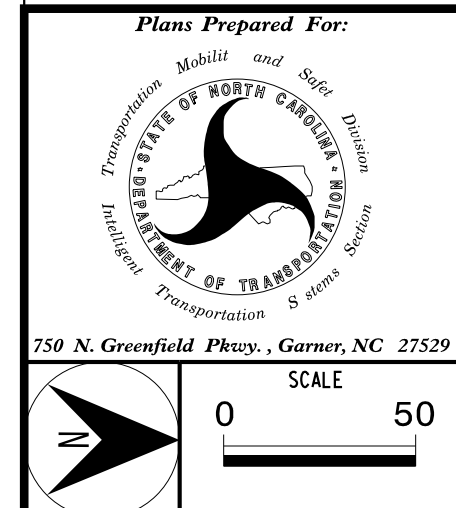 Plans Prepared For:
Transportation Mobilit and Safet Division
STATE OF NORTH CAROLINA
DEPARTMENT OF TRANSPORTATION
Intelligent Transportation S stems Section
750 N. Greenfield Pkwy. , Garner, NC 27529
N
SCALE
0 50